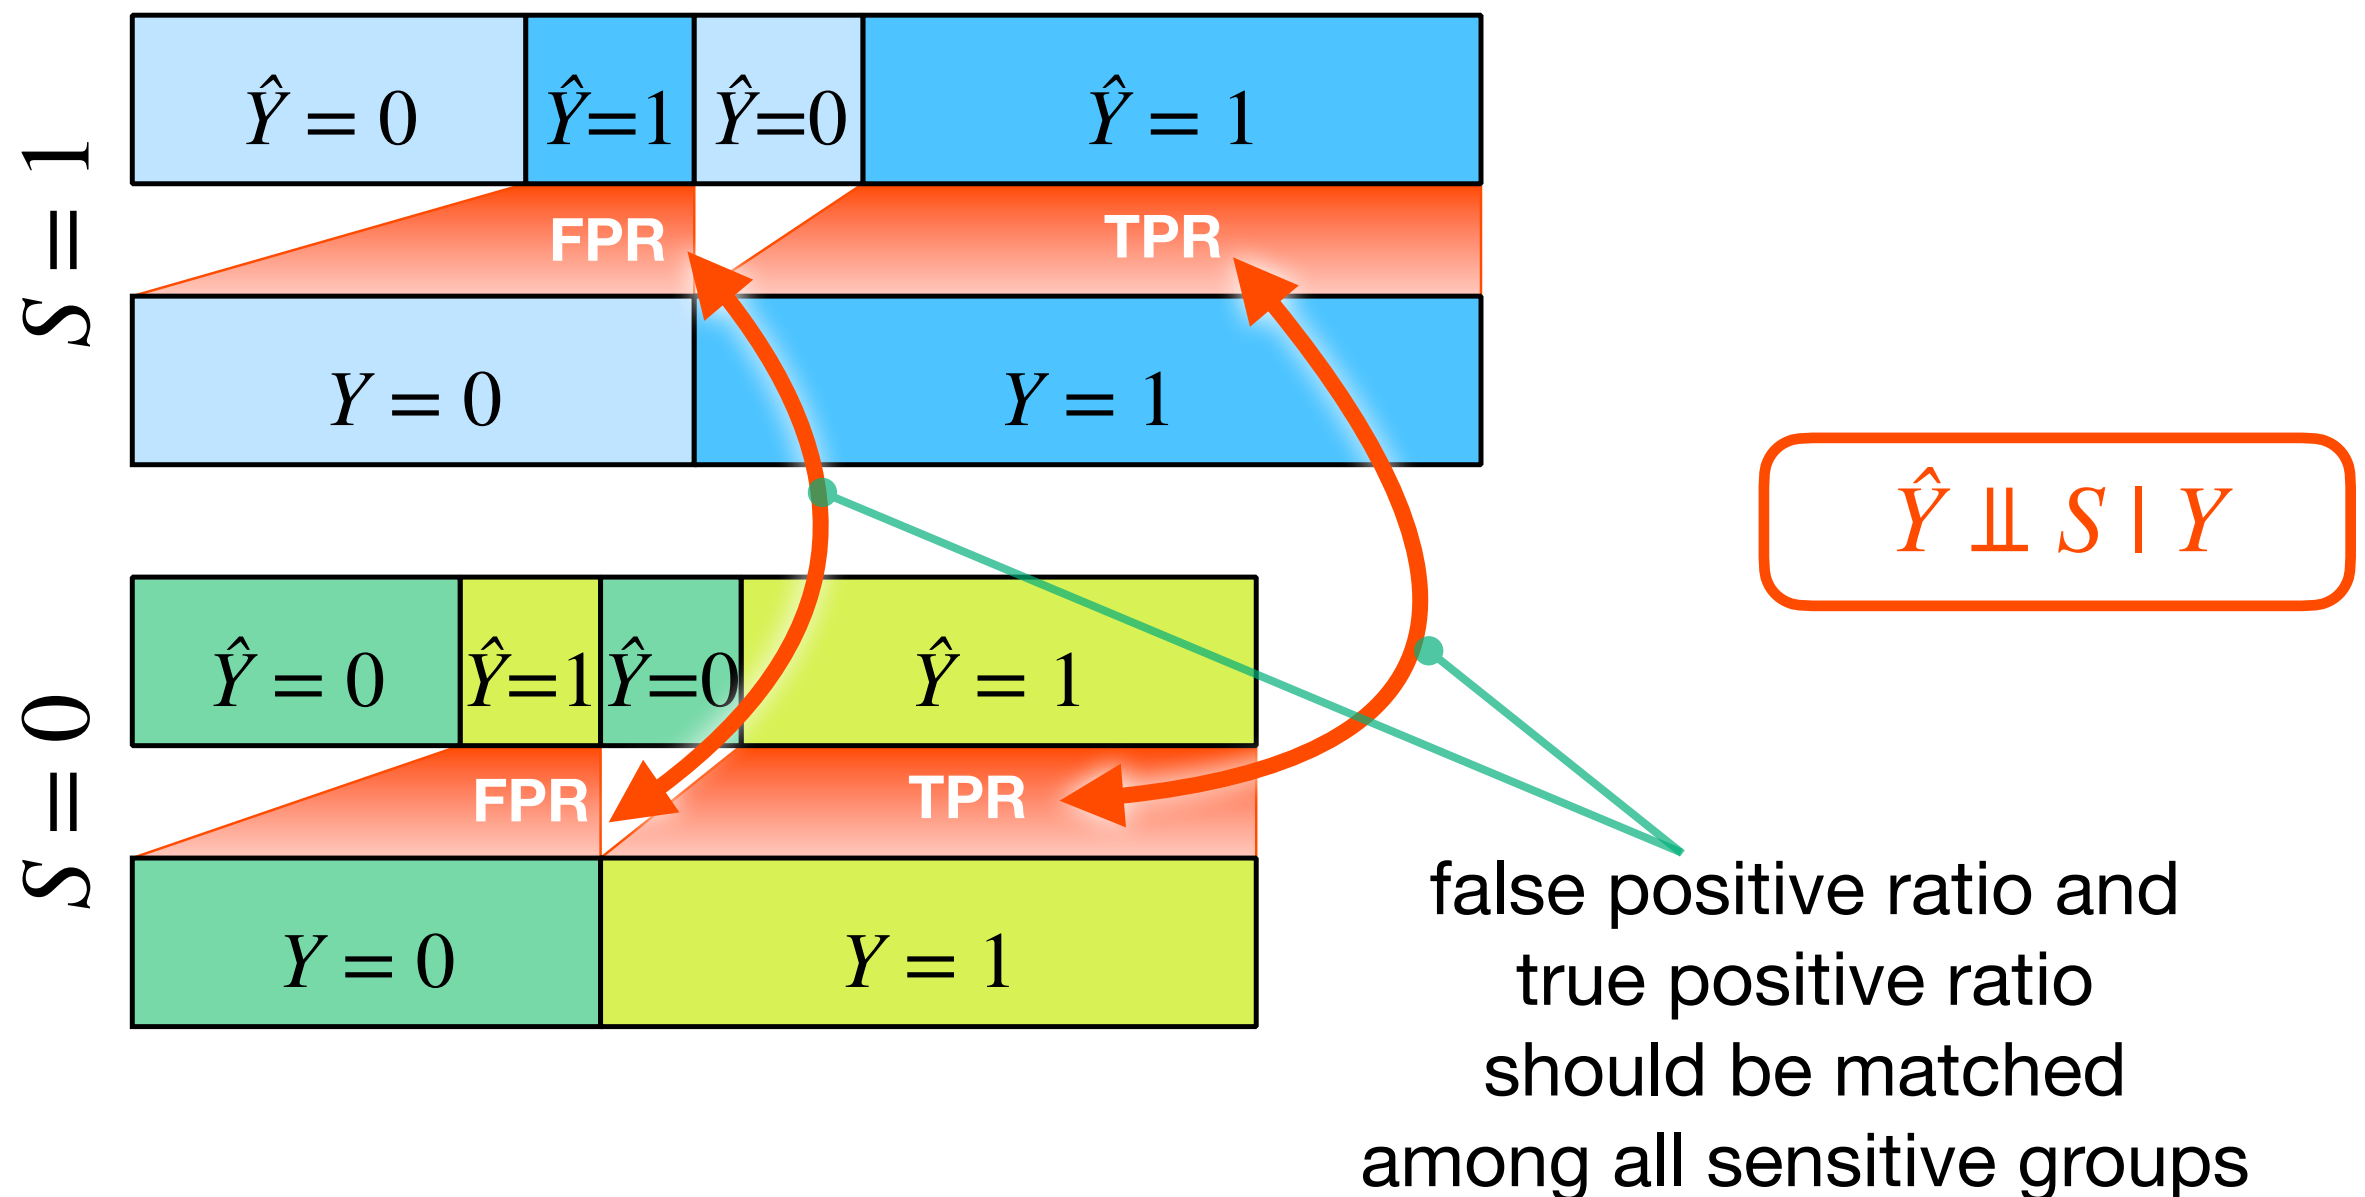 S = 1
Ŷ = 0 Ŷ=1 Ŷ=0 Ŷ = 1
FPR TPR
Y = 0 Y = 1
Ŷ ⫫ S | Y
S = 0
Ŷ = 0 Ŷ=1 Ŷ=0 Ŷ = 1
FPR TPR
Y = 0 Y = 1
false positive ratio and
true positive ratio
should be matched
among all sensitive groups